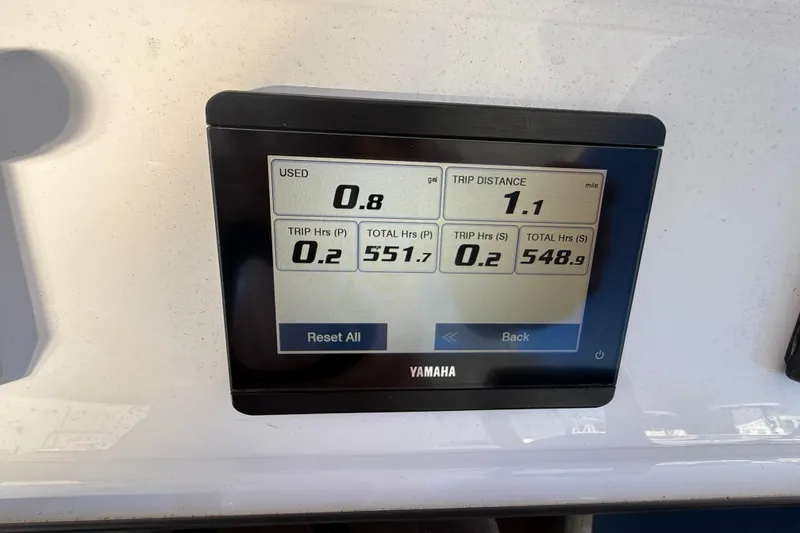 USED gal TRIP DISTANCE mile
0.8 1.1
TRIP Hrs (P) TOTAL Hrs (P) TRIP Hrs (S) TOTAL Hrs (S)
0.2 551.7 0.2 548.9
Reset All Back
YAMAHA